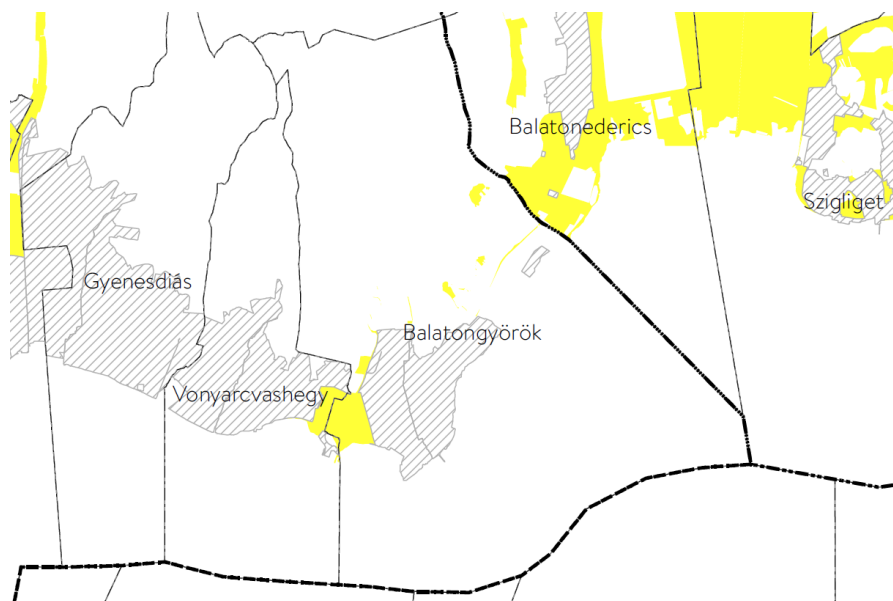 Balatonederics
Szigliget
Gyenesdiás
Balatongyörök
Vonyarcvashegy